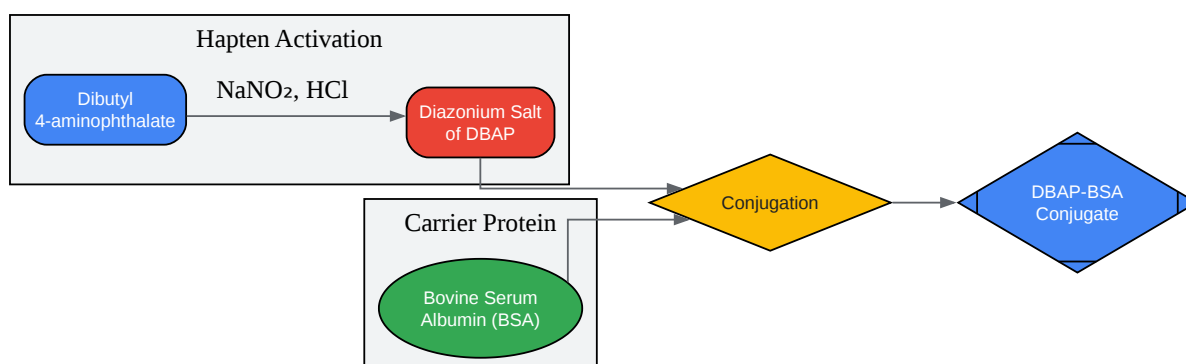 Hapten Activation
Dibutyl
4-aminophthalate
NaNO₂, HCl
Diazonium Salt
of DBAP
Conjugation
DBAP-BSA
Conjugate
Carrier Protein
Bovine Serum
Albumin (BSA)